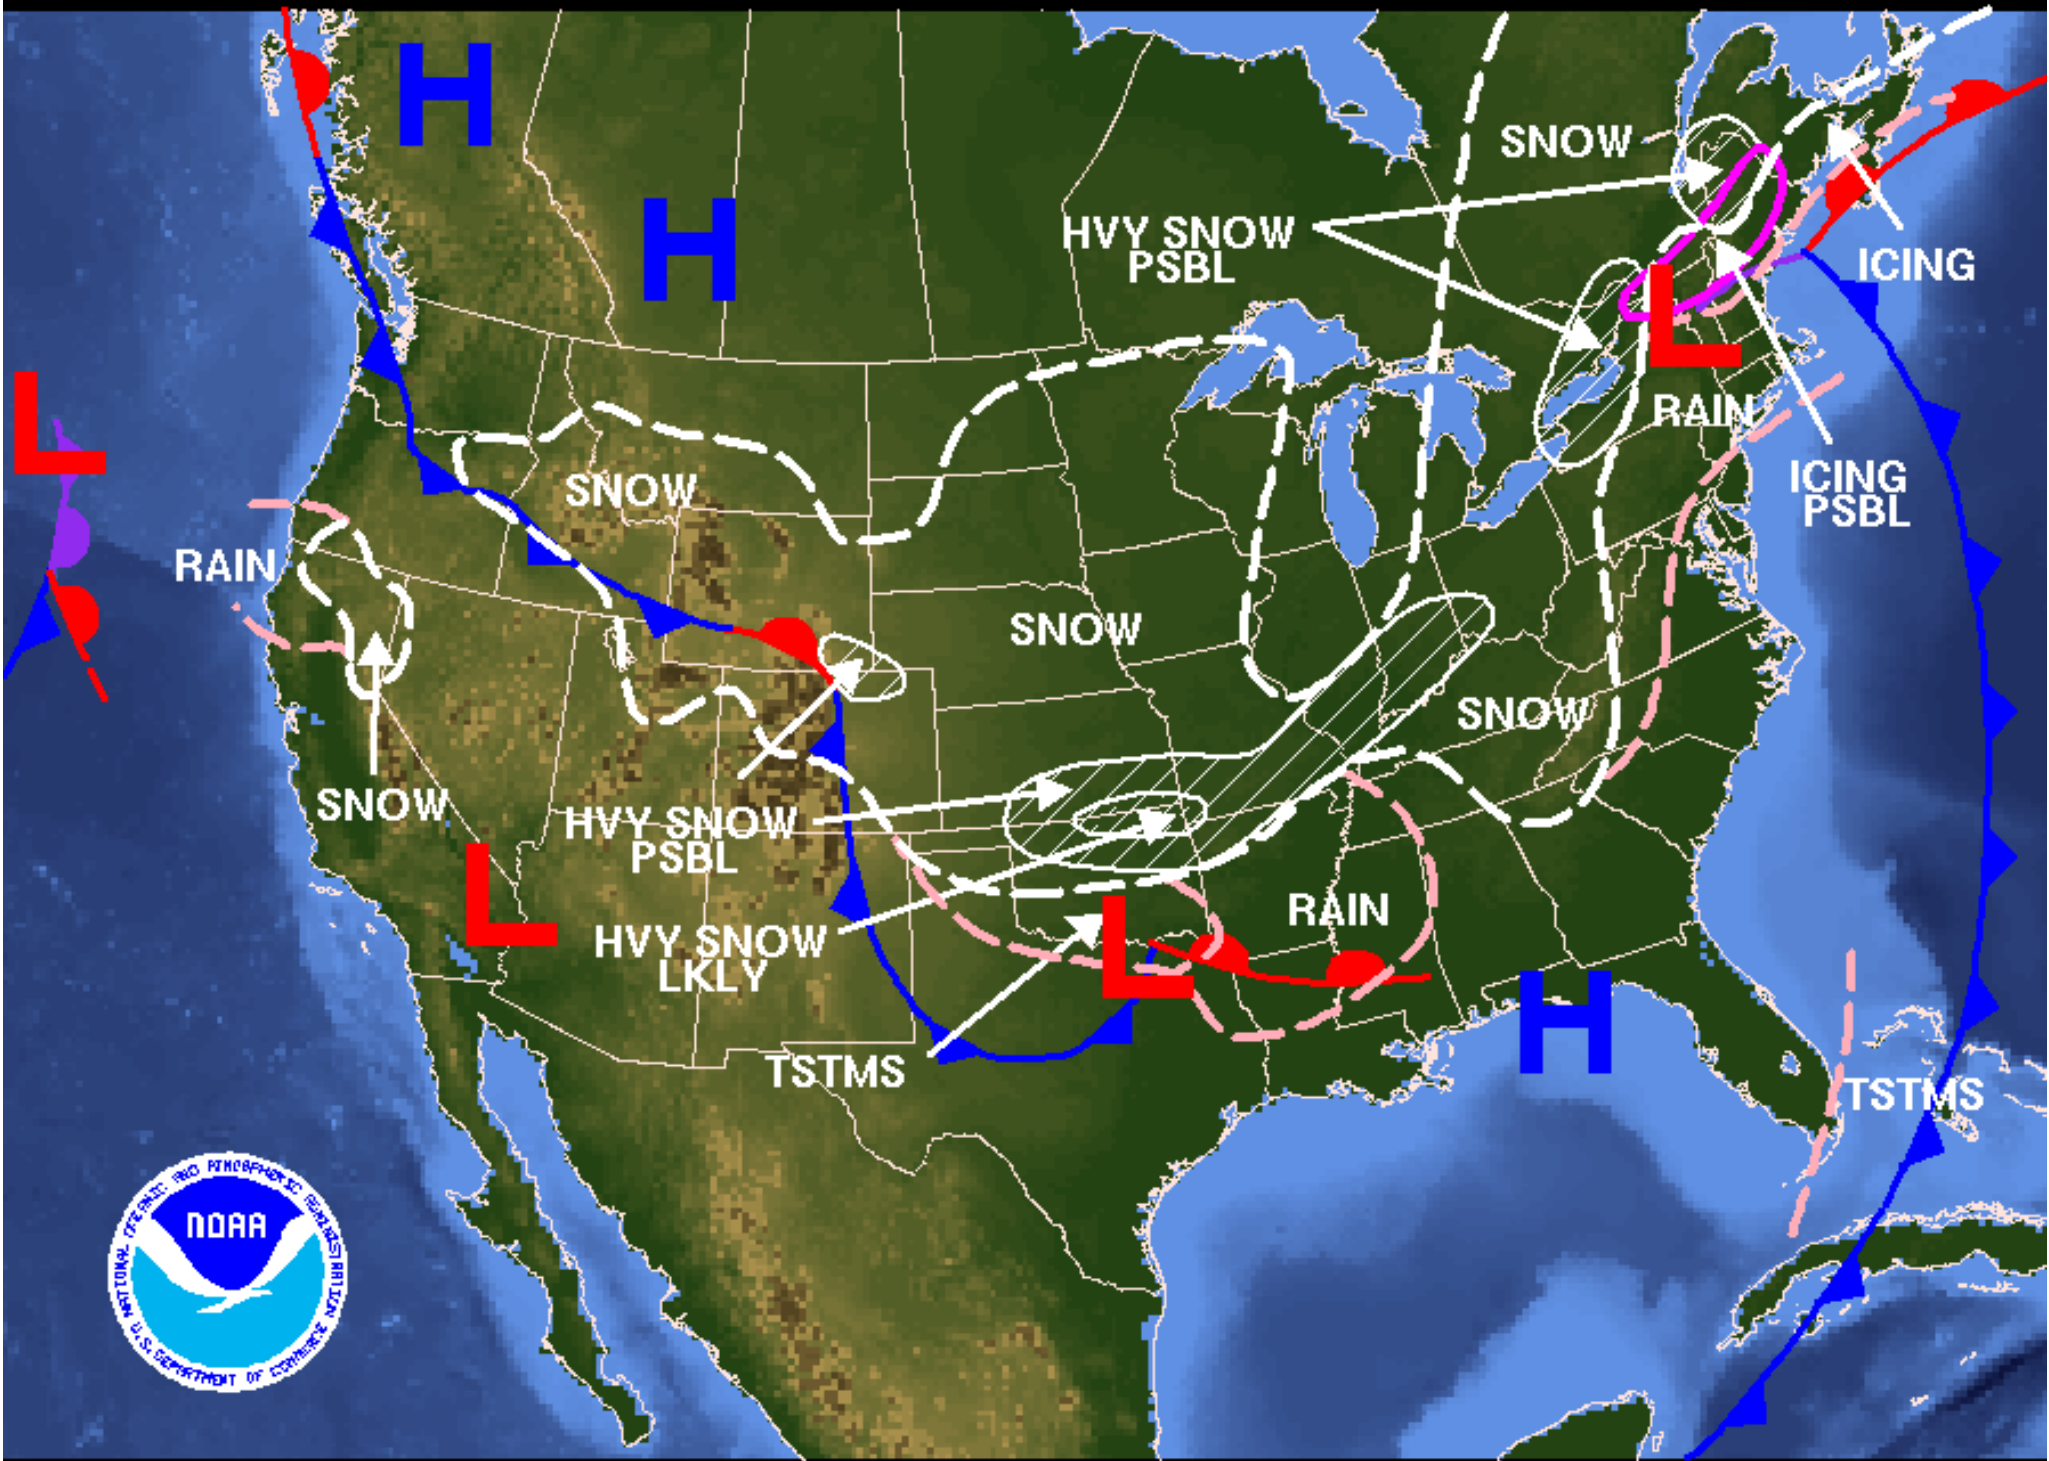 H
SNOW
H
HVY SNOW
PSBL
ICING
L
L
RAIN
SNOW
ICING
PSBL
RAIN
SNOW
SNOW
SNOW
HVY SNOW
PSBL
L
RAIN
L
HVY SNOW
LKLY
H
TSTMS
TSTMS
NOAA
NATIONAL OCEANIC AND ATMOSPHERIC ADMINISTRATION
U.S. DEPARTMENT OF COMMERCE